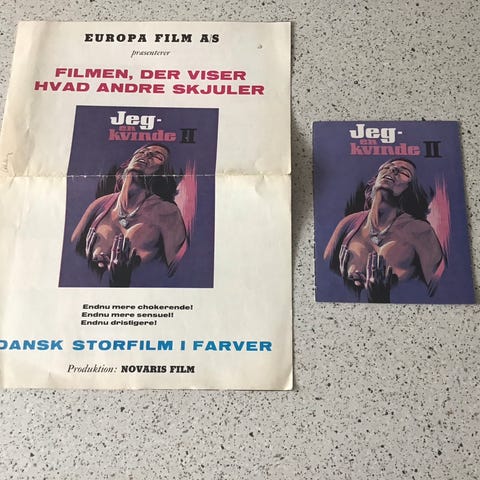 EUROPA FILM A/S
præsenterer
FILMEN, DER VISER
HVAD ANDRE SKJULER
Jeg-
en
kvinde II
Endnu mere chokerende!
Endnu mere sensuel!
Endnu dristigere!
DANSK STORFILM I FARVER
Produktion: NOVARIS FILM
Jeg-
en
kvinde II